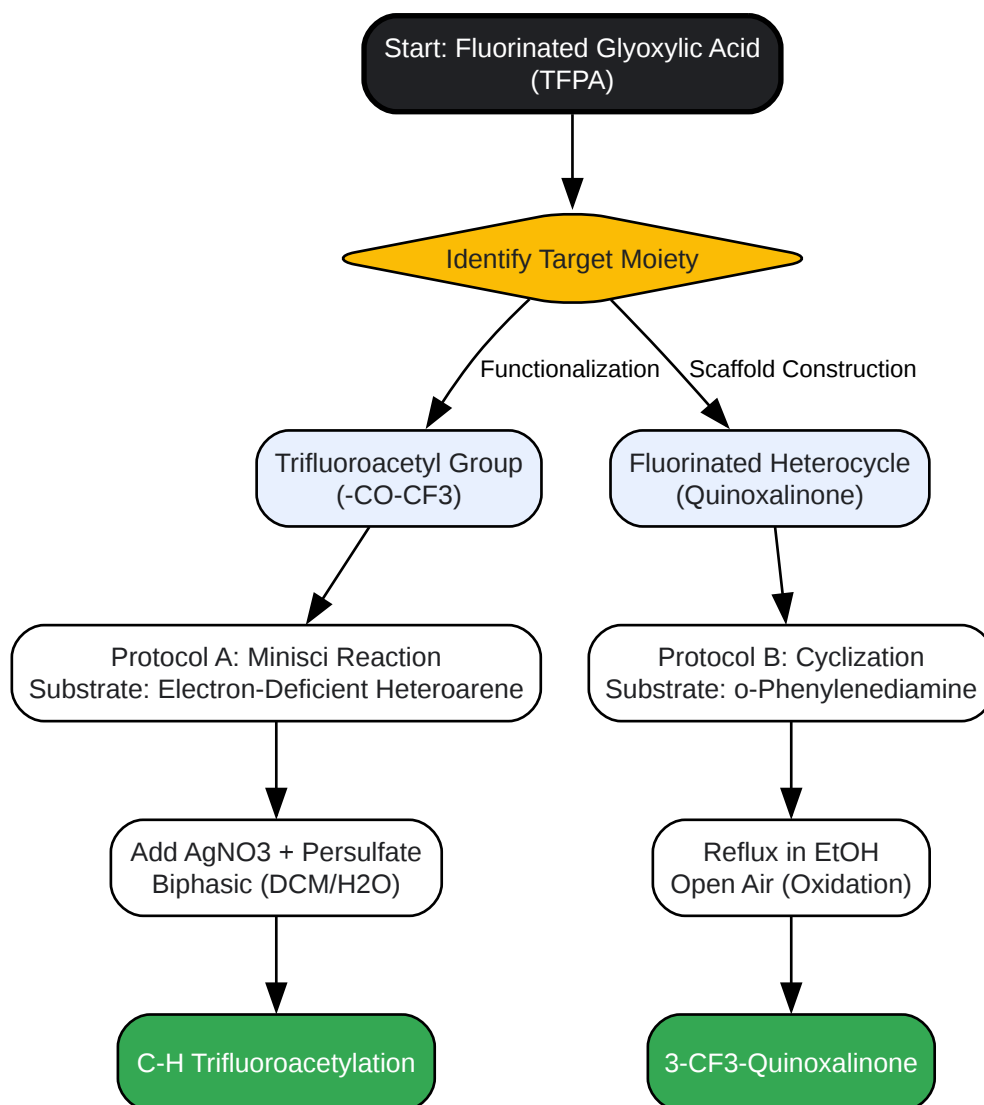 Start: Fluorinated Glyoxylic Acid
(TFPA)
Identify Target Moiety
Functionalization
Scaffold Construction
Trifluoroacetyl Group
(-CO-CF3)
Fluorinated Heterocycle
(Quinoxalinone)
Protocol A: Minisci Reaction
Substrate: Electron-Deficient Heteroarene
Protocol B: Cyclization
Substrate: o-Phenylenediamine
Add AgNO3 + Persulfate
Biphasic (DCM/H2O)
Reflux in EtOH
Open Air (Oxidation)
C-H Trifluoroacetylation
3-CF3-Quinoxalinone